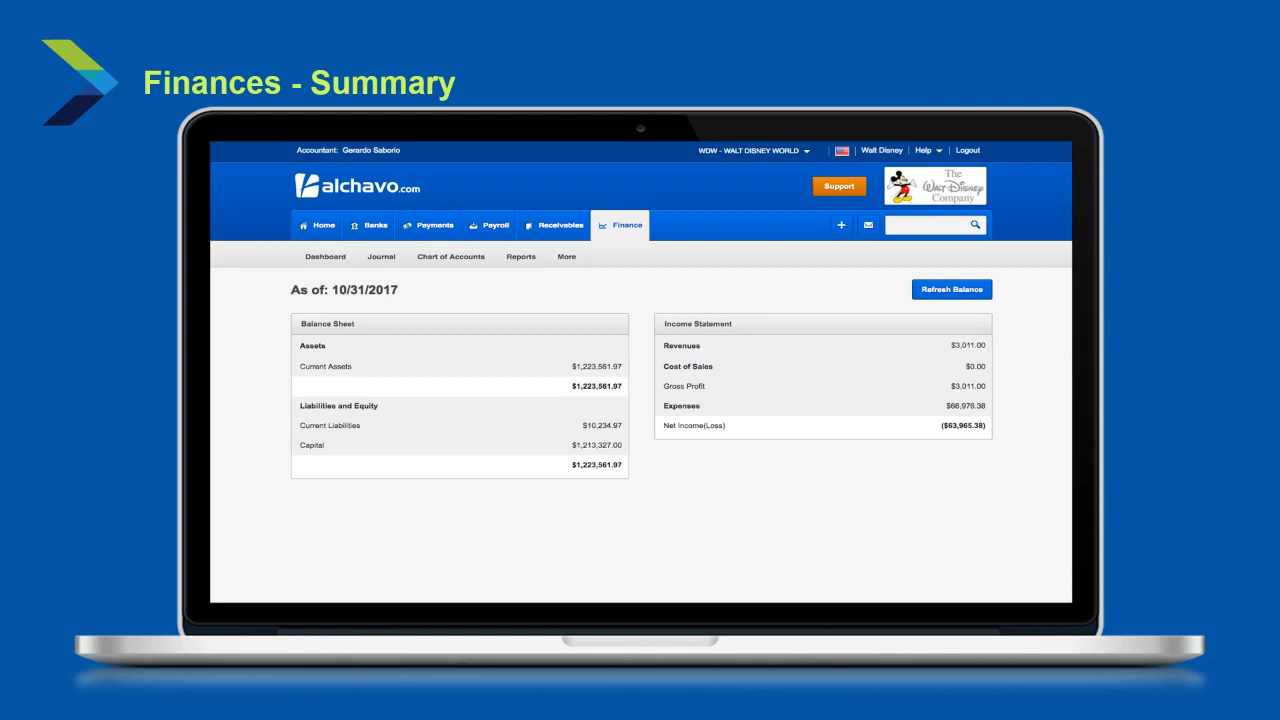 Finances - Summary
Accountant: Gerardo Saborio
WDW - WALT DISNEY WORLD | | Walt Disney | Help | Logout
alchavo.com
Support
The
WALT DISNEY
Company
Home Banks Payments Payroll Receivables Finance
Dashboard Journal Chart of Accounts Reports More
As of: 10/31/2017
Refresh Balance
Balance Sheet
Assets
Current Assets $1,223,561.97
$1,223,561.97
Liabilities and Equity
Current Liabilities $10,234.97
Capital $1,213,327.00
$1,223,561.97
Income Statement
Revenues $3,011.00
Cost of Sales $0.00
Gross Profit $3,011.00
Expenses $66,976.38
Net Income(Loss) ($63,965.38)